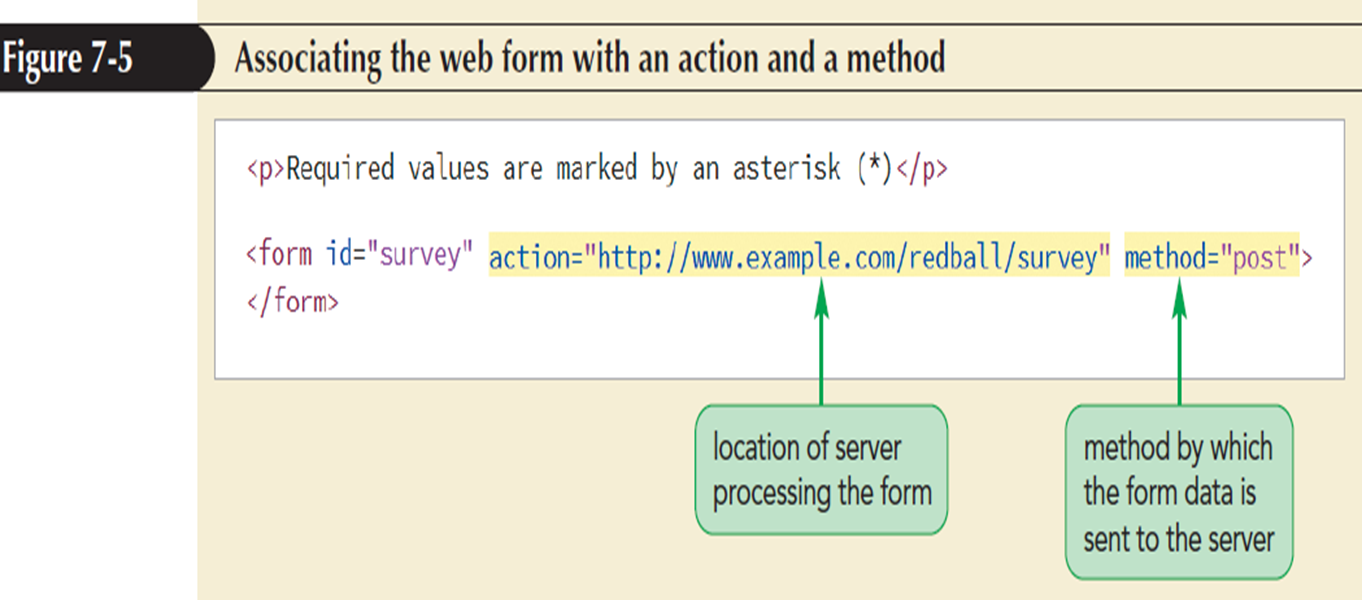 Figure 7-5
Associating the web form with an action and a method
<p>Required values are marked by an asterisk (*)</p>
<form id="survey" action="http://www.example.com/redball/survey" method="post">
</form>
location of server
processing the form
method by which
the form data is
sent to the server